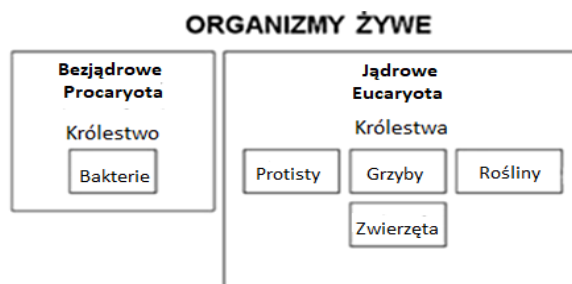 ORGANIZMY ŻYWE
Bezjądrowe
Procaryota
Królestwo
Bakterie
Jądrowe
Eucaryota
Królestwa
Protisty
Grzyby
Rośliny
Zwierzęta